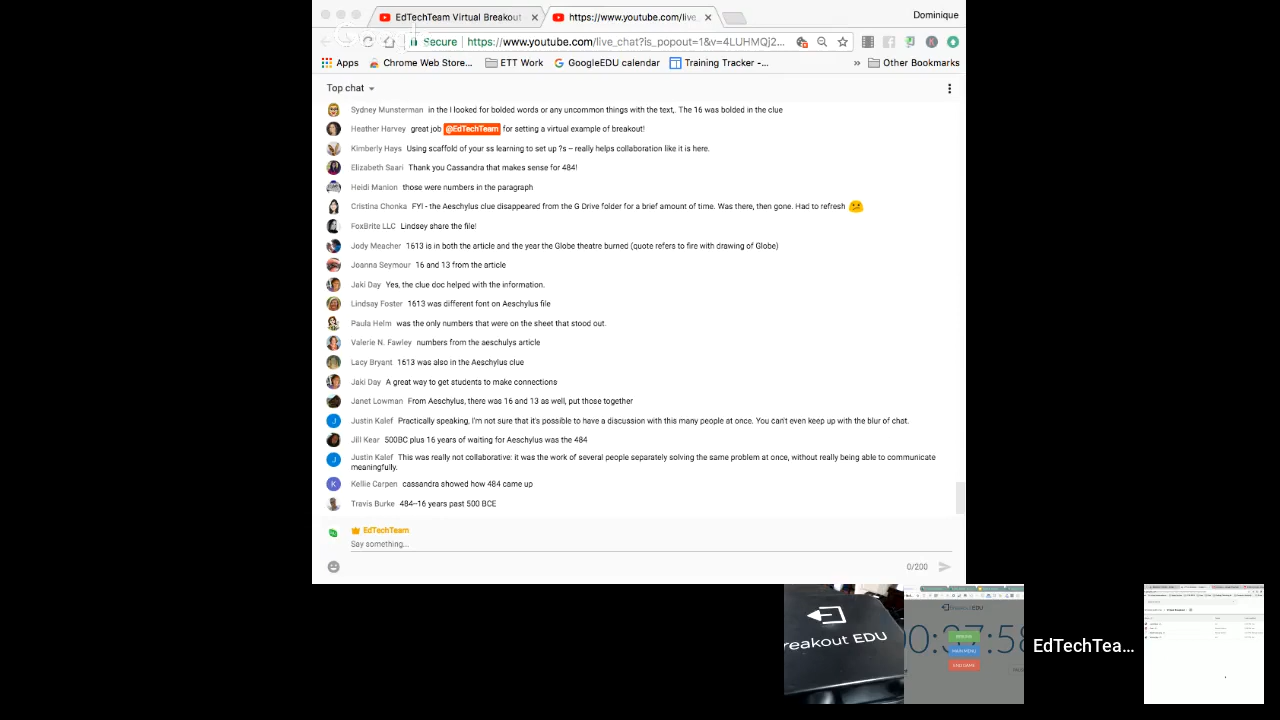 EdTechTeam Virtual Breakout
https://www.youtube.com/live_
Dominique
Secure https://www.youtube.com/live_chat?is_popout=1&v=4LUHMQJ2...
Apps Chrome Web Store... ETT Work GoogleEDU calendar Training Tracker -... » Other Bookmarks
Top chat
Sydney Munsterman in the I looked for bolded words or any uncommon things with the text,. The 16 was bolded in the clue
Heather Harvey great job @EdTechTeam for setting a virtual example of breakout!
Kimberly Hays Using scaffold of your ss learning to set up ?s – really helps collaboration like it is here.
Elizabeth Saari Thank you Cassandra that makes sense for 484!
Heidi Manion those were numbers in the paragraph
Cristina Chonka FYI - the Aeschylus clue disappeared from the G Drive folder for a brief amount of time. Was there, then gone. Had to refresh
FoxBrite LLC Lindsey share the file!
Jody Meacher 1613 is in both the article and the year the Globe theatre burned (quote refers to fire with drawing of Globe)
Joanna Seymour 16 and 13 from the article
Jaki Day Yes, the clue doc helped with the information.
Lindsay Foster 1613 was different font on Aeschylus file
Paula Helm was the only numbers that were on the sheet that stood out.
Valerie N. Fawley numbers from the aeschulys article
Lacy Bryant 1613 was also in the Aeschylus clue
Jaki Day A great way to get students to make connections
Janet Lowman From Aeschylus, there was 16 and 13 as well, put those together
J Justin Kalef Practically speaking, I'm not sure that it's possible to have a discussion with this many people at once. You can't even keep up with the blur of chat.
Jill Kear 500BC plus 16 years of waiting for Aeschylus was the 484
J Justin Kalef This was really not collaborative: it was the work of several people separately solving the same problem at once, without really being able to communicate
meaningfully.
K Kellie Carpen cassandra showed how 484 came up
Travis Burke 484--16 years past 500 BCE
EdTechTeam
Say something...
0/200
reakout EDU
MAIN MENU
END GAME
EdTechTea...